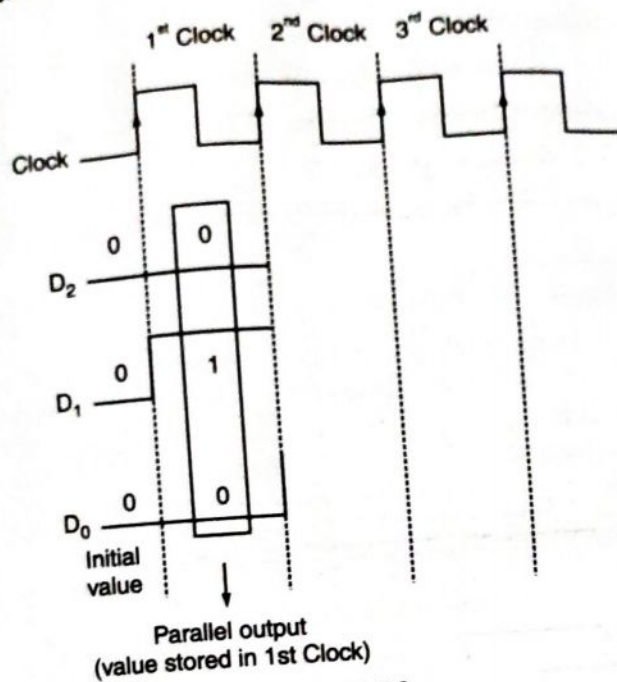 1st Clock 2nd Clock 3rd Clock
Clock
0 0
D2
0 1
D1
0 0
D0
Initial
value
Parallel output
(value stored in 1st Clock)